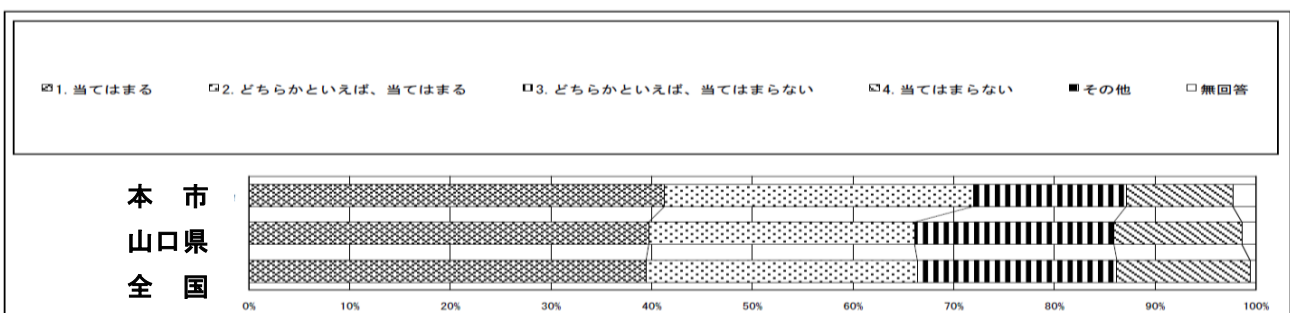 1. 当てはまる 2. どちらかといえば、当てはまる 3. どちらかといえば、当てはまらない 4. 当てはまらない その他 無回答
本 市
山口県
全 国
0% 10% 20% 30% 40% 50% 60% 70% 80% 90% 100%